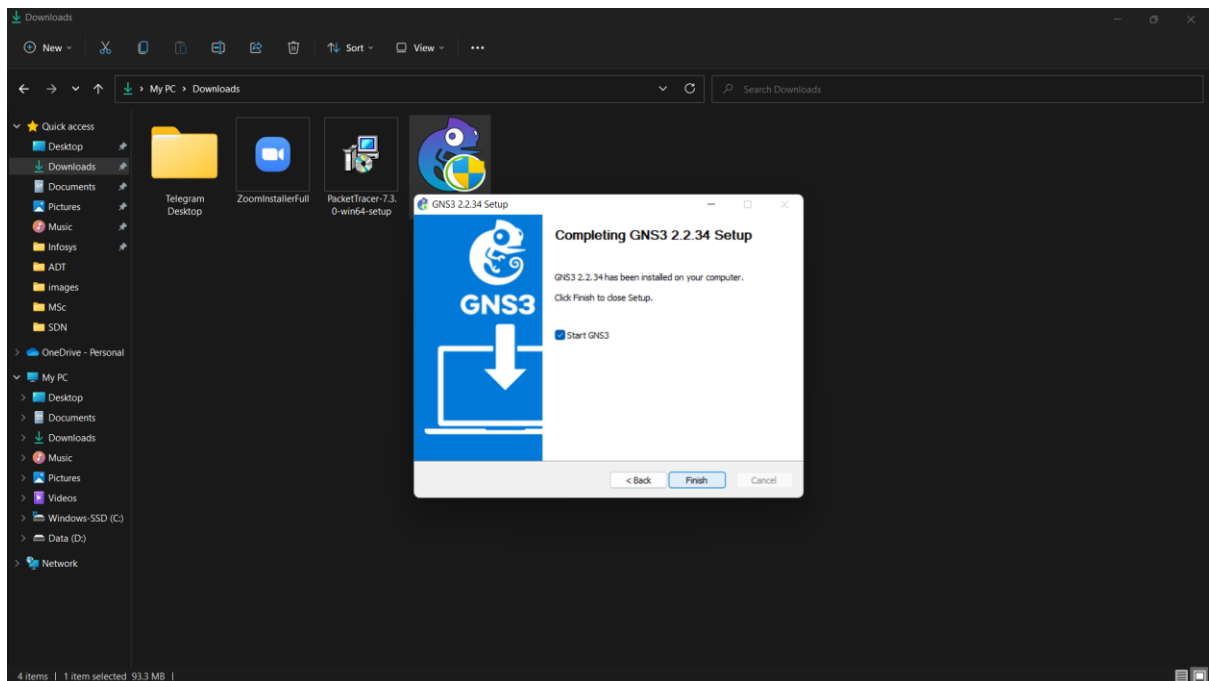 Downloads
New
Sort
View
My PC
Downloads
Search Downloads
Quick access
Desktop
Downloads
Documents
Pictures
Music
Infosys
ADT
images
MSc
SDN
OneDrive - Personal
My PC
Desktop
Documents
Downloads
Music
Pictures
Videos
Windows-SSD (C:)
Data (D:)
Network
Telegram
Desktop
ZoomInstallerFull
PacketTracer-7.3.
0-win64-setup
GNS3 2.2.34 Setup
GNS3
Completing GNS3 2.2.34 Setup
GNS3 2.2.34 has been installed on your computer.
Click Finish to close Setup.
Start GNS3
< Back
Finish
Cancel
4 items | 1 item selected 93.3 MB |